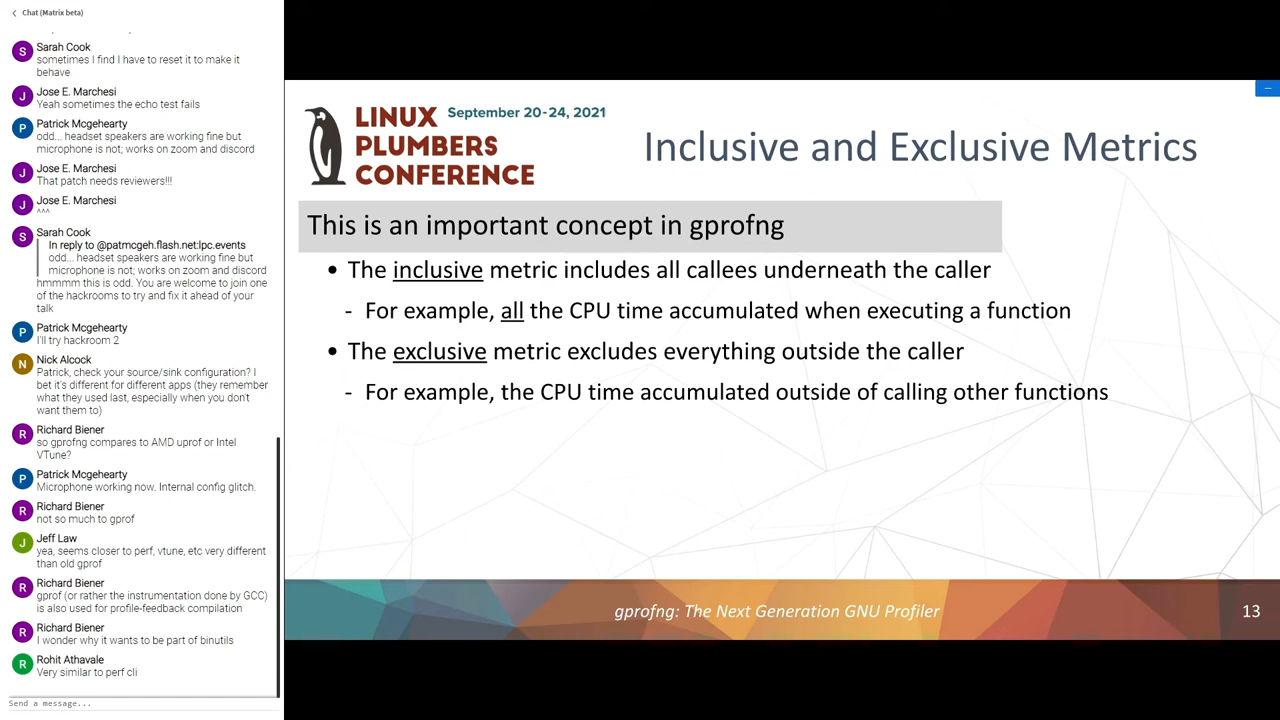 Chat (Matrix beta)
Sarah Cook
sometimes I find I have to reset it to make it
behave
Jose E. Marchesi
Yeah sometimes the echo test fails
Patrick Mcgehearty
odd... headset speakers are working fine but
microphone is not; works on zoom and discord
Jose E. Marchesi
That patch needs reviewers!!!
Jose E. Marchesi
^^^
Sarah Cook
In reply to @patmcgeh.flash.net:lpc.events
odd... headset speakers are working fine but
microphone is not; works on zoom and discord
hmmmm this is odd. You are welcome to join one
of the hackrooms to try and fix it ahead of your
talk
Patrick Mcgehearty
I'll try hackroom 2
Nick Alcock
Patrick, check your source/sink configuration? I
bet it's different for different apps (they remember
what they used last, especially when you don't
want them to)
Richard Biener
so gprofng compares to AMD uprof or Intel
VTune?
Patrick Mcgehearty
Microphone working now. Internal config glitch.
Richard Biener
not so much to gprof
Jeff Law
yea, seems closer to perf, vtune, etc very different
than old gprof
Richard Biener
gprof (or rather the instrumentation done by GCC)
is also used for profile-feedback compilation
Richard Biener
I wonder why it wants to be part of binutils
Rohit Athavale
Very similar to perf cli
Send a message...
LINUX
PLUMBERS
CONFERENCE
September 20-24, 2021
Inclusive and Exclusive Metrics
This is an important concept in gprofng
• The inclusive metric includes all callees underneath the caller
- For example, all the CPU time accumulated when executing a function
• The exclusive metric excludes everything outside the caller
- For example, the CPU time accumulated outside of calling other functions
gprofng: The Next Generation GNU Profiler
13